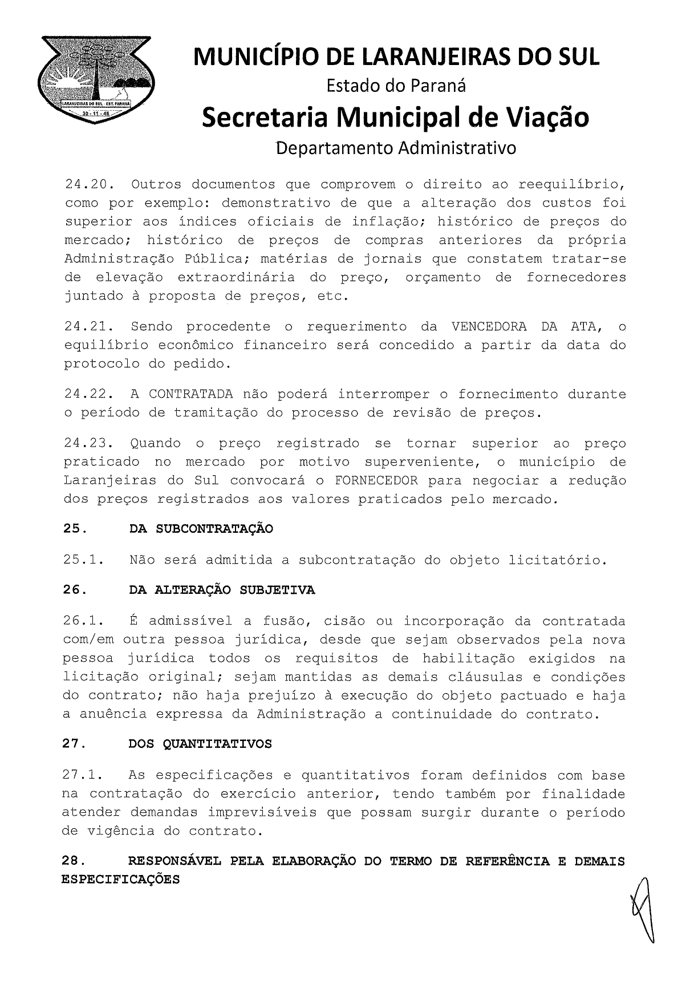 LARANJEIRAS DO SUL - EST. PARANÁ
30 - 11 - 46
MUNICÍPIO DE LARANJEIRAS DO SUL
Estado do Paraná
Secretaria Municipal de Viação
Departamento Administrativo
24.20. Outros documentos que comprovem o direito ao reequilíbrio,
como por exemplo: demonstrativo de que a alteração dos custos foi
superior aos índices oficiais de inflação; histórico de preços do
mercado; histórico de preços de compras anteriores da própria
Administração Pública; matérias de jornais que constatem tratar-se
de elevação extraordinária do preço, orçamento de fornecedores
juntado à proposta de preços, etc.
24.21. Sendo procedente o requerimento da VENCEDORA DA ATA, o
equilíbrio econômico financeiro será concedido a partir da data do
protocolo do pedido.
24.22. A CONTRATADA não poderá interromper o fornecimento durante
o período de tramitação do processo de revisão de preços.
24.23. Quando o preço registrado se tornar superior ao preço
praticado no mercado por motivo superveniente, o município de
Laranjeiras do Sul convocará o FORNECEDOR para negociar a redução
dos preços registrados aos valores praticados pelo mercado.
25. DA SUBCONTRATAÇÃO
25.1. Não será admitida a subcontratação do objeto licitatório.
26. DA ALTERAÇÃO SUBJETIVA
26.1. É admissível a fusão, cisão ou incorporação da contratada
com/em outra pessoa jurídica, desde que sejam observados pela nova
pessoa jurídica todos os requisitos de habilitação exigidos na
licitação original; sejam mantidas as demais cláusulas e condições
do contrato; não haja prejuízo à execução do objeto pactuado e haja
a anuência expressa da Administração a continuidade do contrato.
27. DOS QUANTITATIVOS
27.1. As especificações e quantitativos foram definidos com base
na contratação do exercício anterior, tendo também por finalidade
atender demandas imprevisíveis que possam surgir durante o período
de vigência do contrato.
28. RESPONSÁVEL PELA ELABORAÇÃO DO TERMO DE REFERÊNCIA E DEMAIS
ESPECIFICAÇÕES